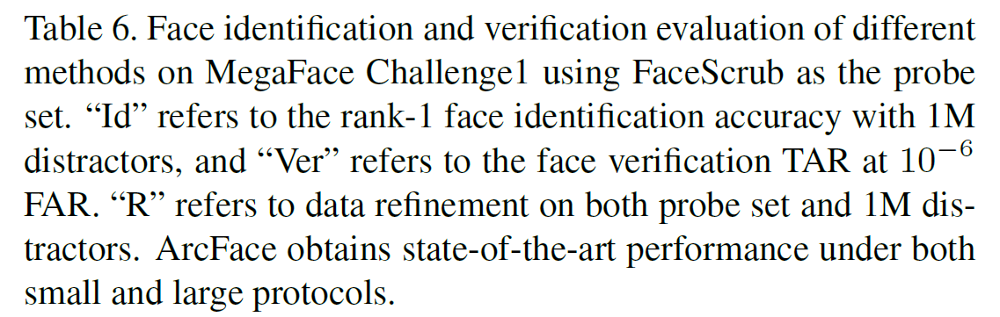 Table 6. Face identification and verification evaluation of different
methods on MegaFace Challenge1 using FaceScrub as the probe
set. “Id” refers to the rank-1 face identification accuracy with 1M
distractors, and “Ver” refers to the face verification TAR at 10⁻⁶
FAR. “R” refers to data refinement on both probe set and 1M dis-
tractors. ArcFace obtains state-of-the-art performance under both
small and large protocols.